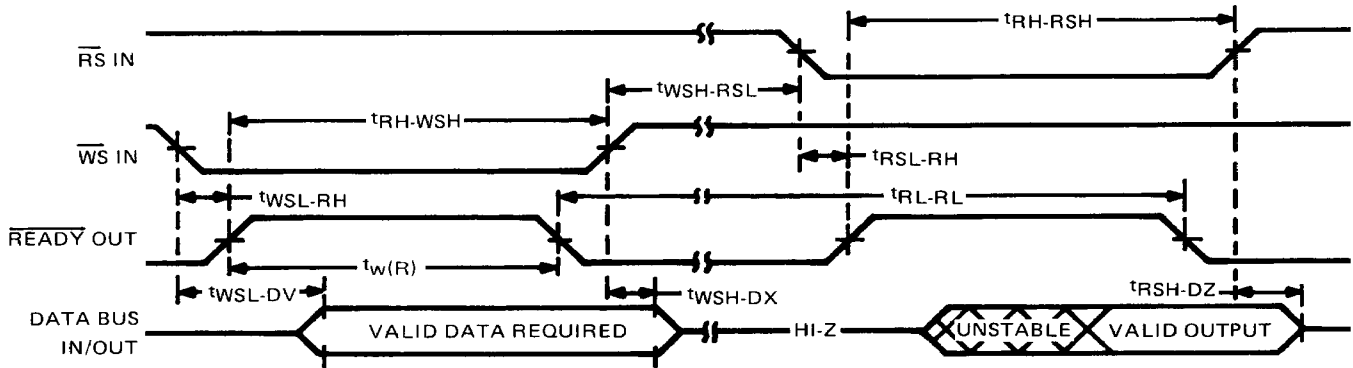 tRH-RSH
RS IN
tWSH-RSL
tRH-WSH
WS IN
tRSL-RH
tWSL-RH
tRL-RL
READY OUT
tw(R)
tWSL-DV
tWSH-DX
tRSH-DZ
DATA BUS
IN/OUT
VALID DATA REQUIRED
HI-Z
UNSTABLE
VALID OUTPUT